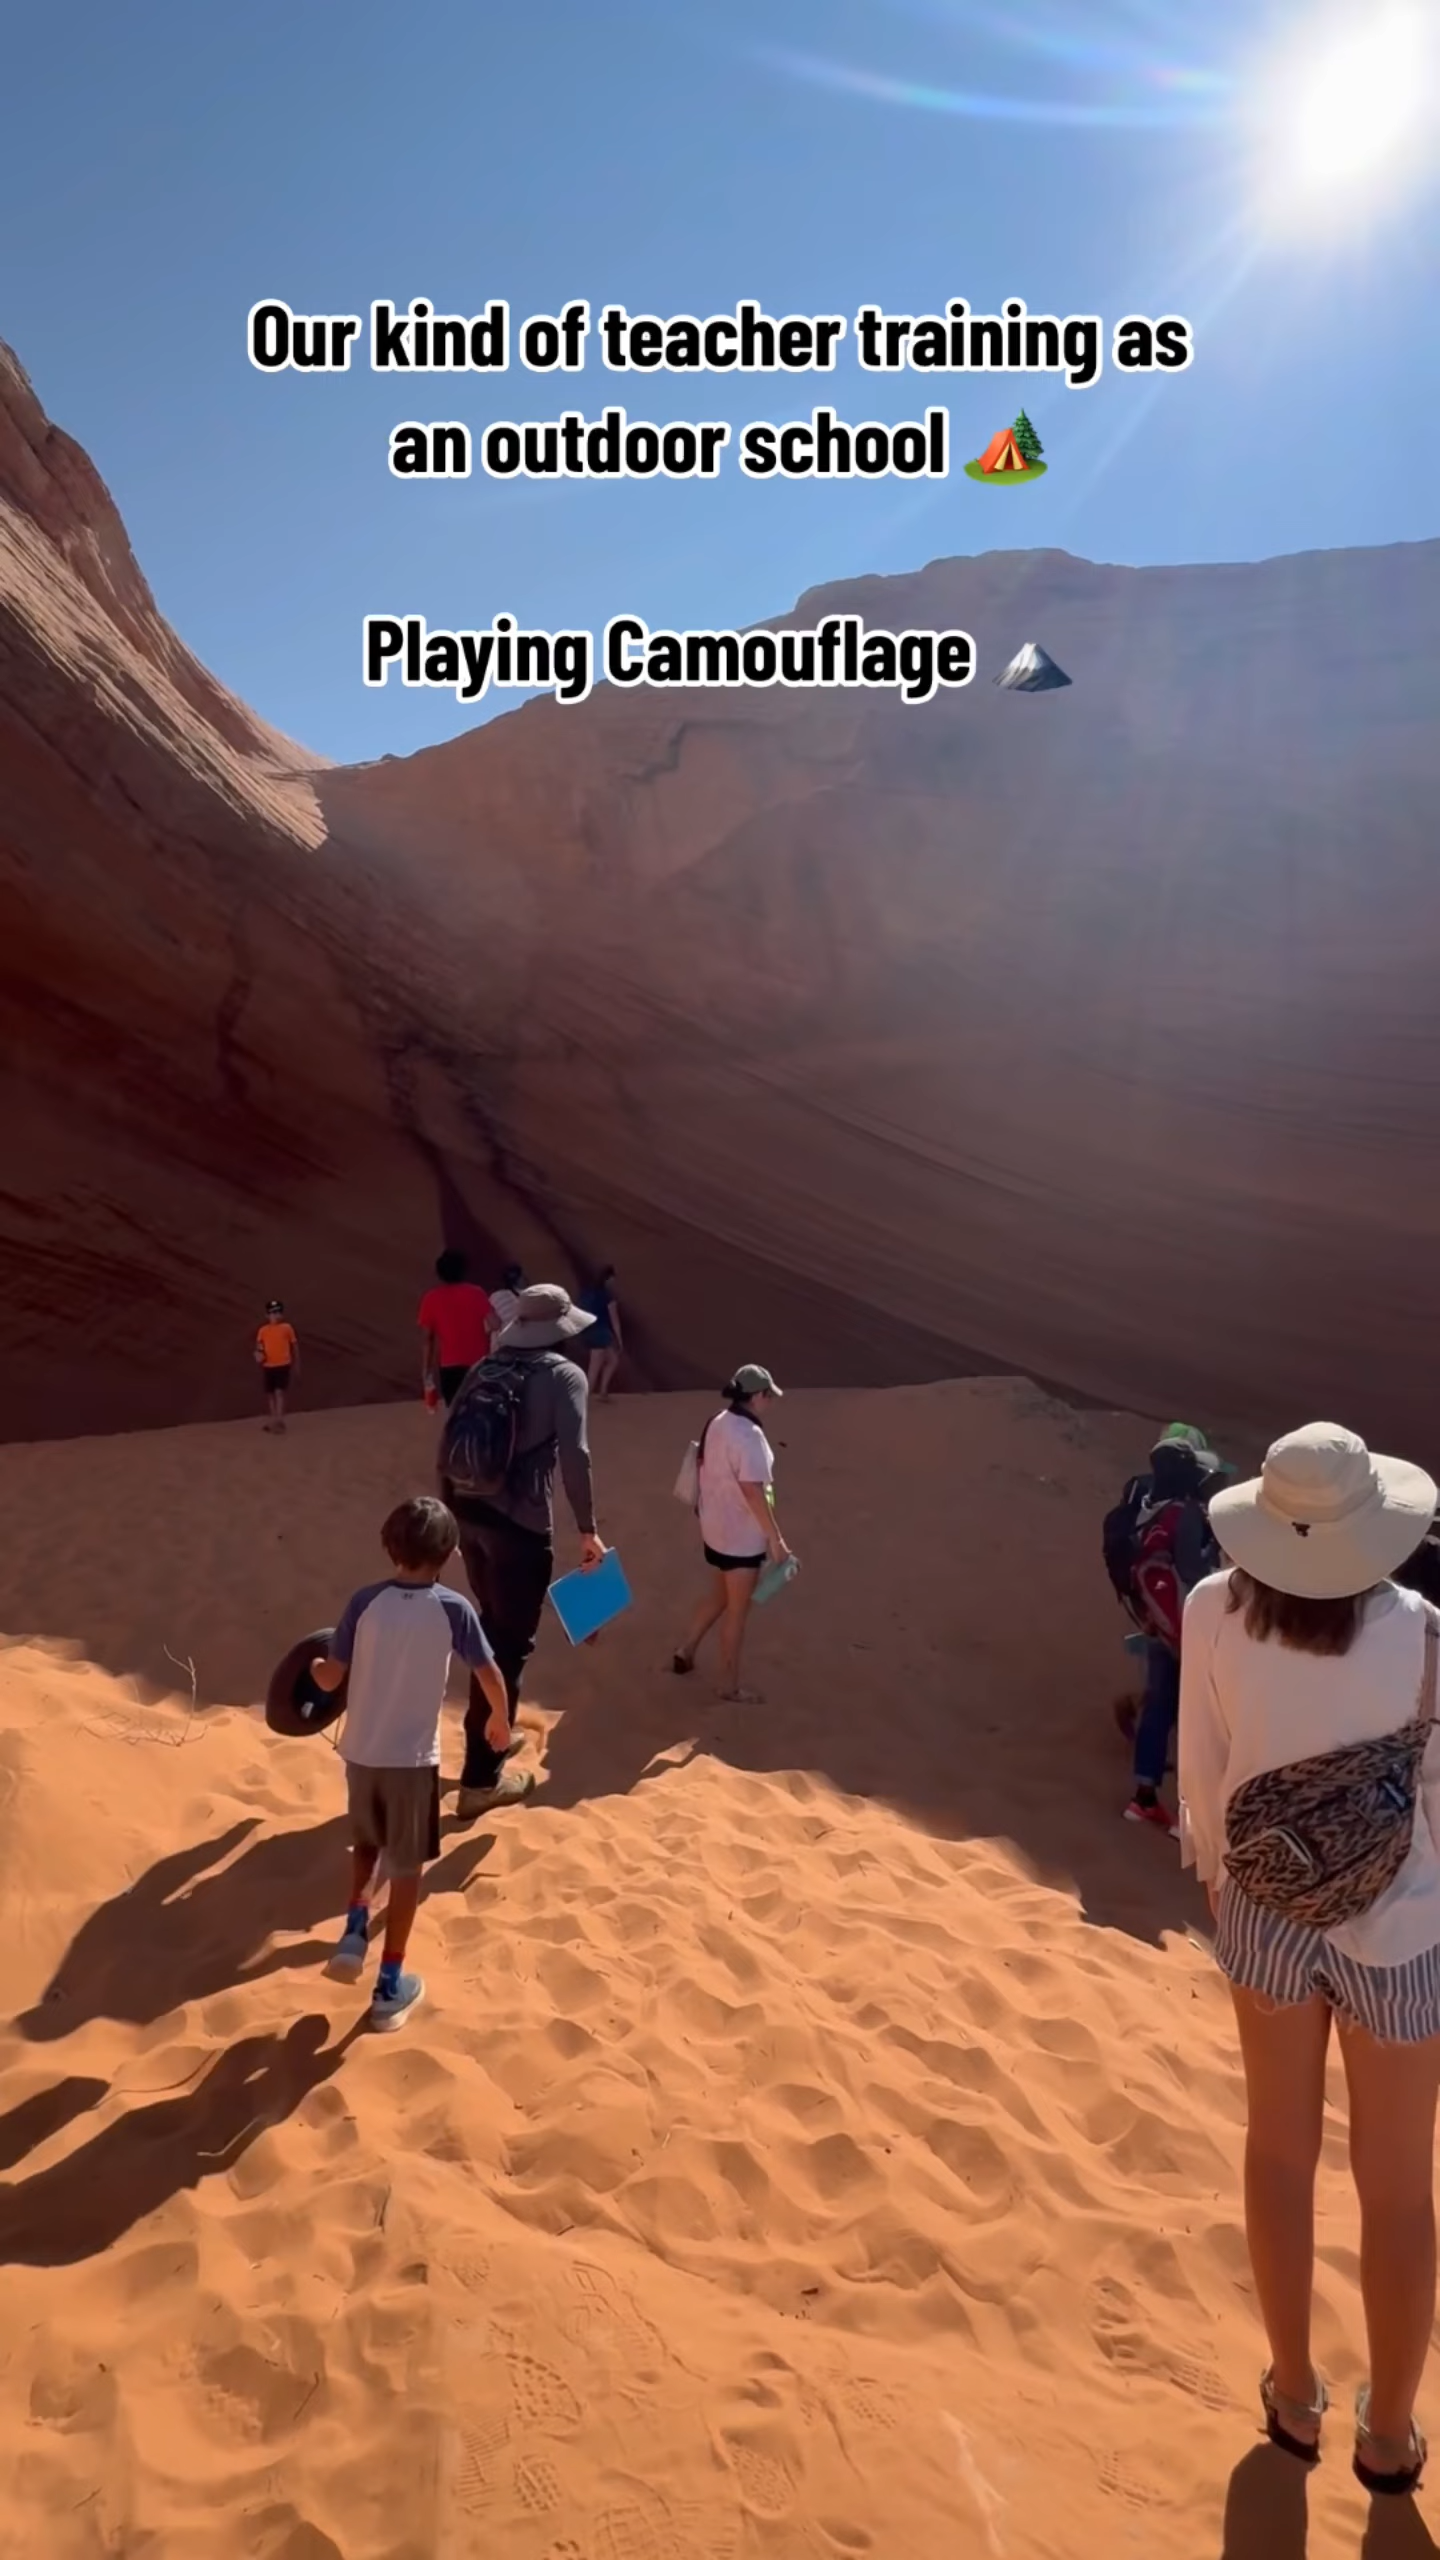 Our kind of teacher training as
an outdoor school 🏕️
Playing Camouflage 🏔️